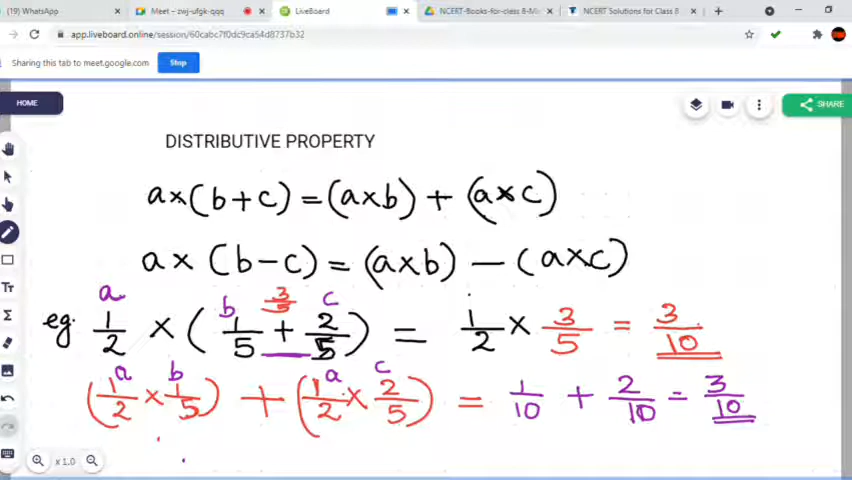 (19) WhatsApp
Meet – zwj-ufgk-qqq
LiveBoard
NCERT-Books-for-class 8-Ma
NCERT Solutions for Class 8
app.liveboard.online/session/60cabc7f0dc9ca54d8737b32
Sharing this tab to meet.google.com
Stop
HOME
SHARE
DISTRIBUTIVE PROPERTY
a×(b+c)=(a×b)+(a×c)
a×(b−c)=(a×b)−(a×c)
a b 3/5 c
eg: 1/2 × (1/5 + 2/5) = 1/2 × 3/5 = 3/10
a b a c
(1/2 × 1/5) + (1/2 × 2/5) = 1/10 + 2/10 = 3/10
x 1.0